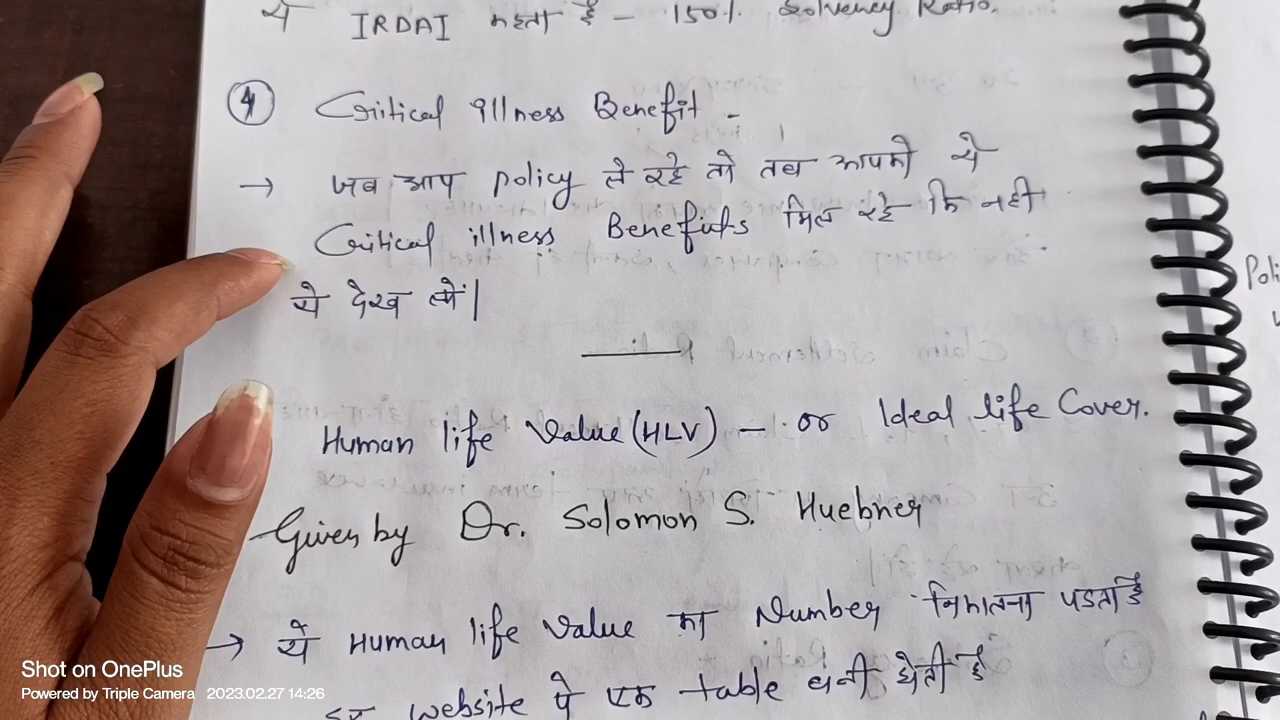 ये IRDAI कहता है - 150% Solvency Ratio.
④ Critical illness Benefit -
→ जब आप policy ले रहे तो तब आपको ये
Critical illness Benefits मिल रहे कि नही
ये देख लो|
Human life Value (HLV) - or Ideal life Cover.
Given by Dr. Solomon S. Huebner
→ ये Human life Value का Number निकालना पडता है
website पे एक table बनी होती है
Poli
Shot on OnePlus
Powered by Triple Camera 2023.02.27 14:26